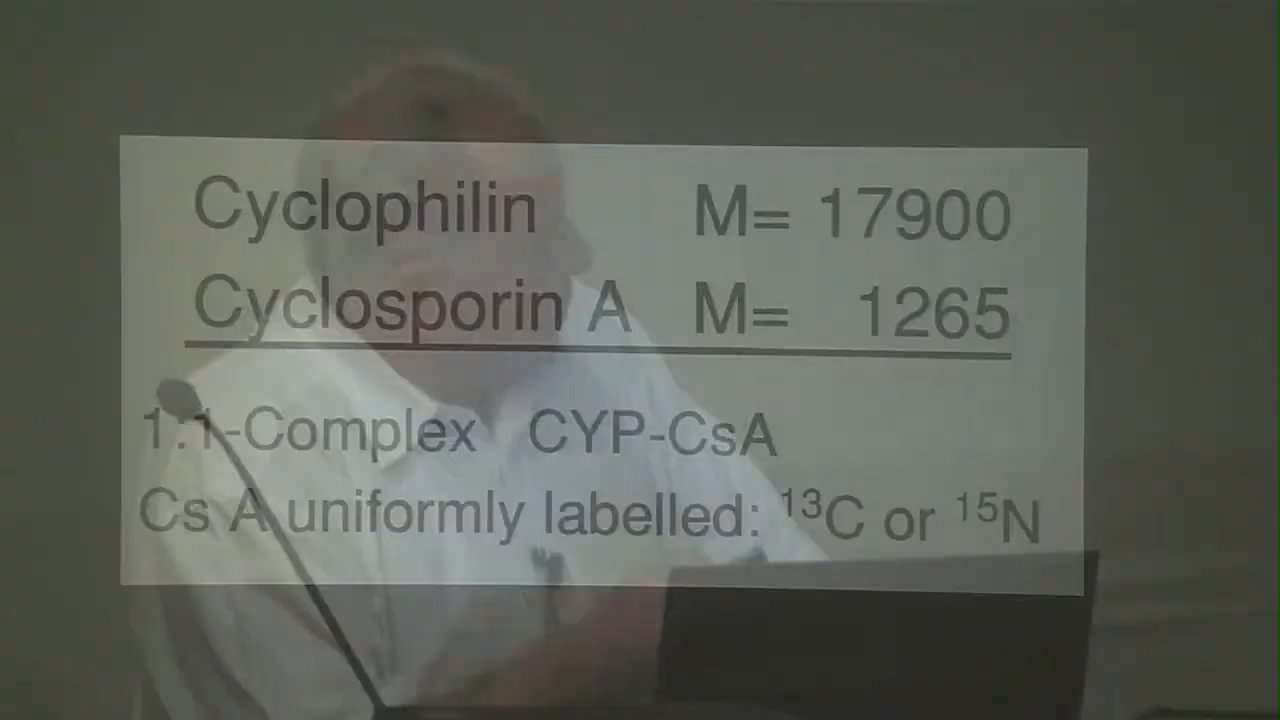 Cyclophilin M= 17900
Cyclosporin A M= 1265
1:1-Complex CYP-CsA
Cs A uniformly labelled: ¹³C or ¹⁵N